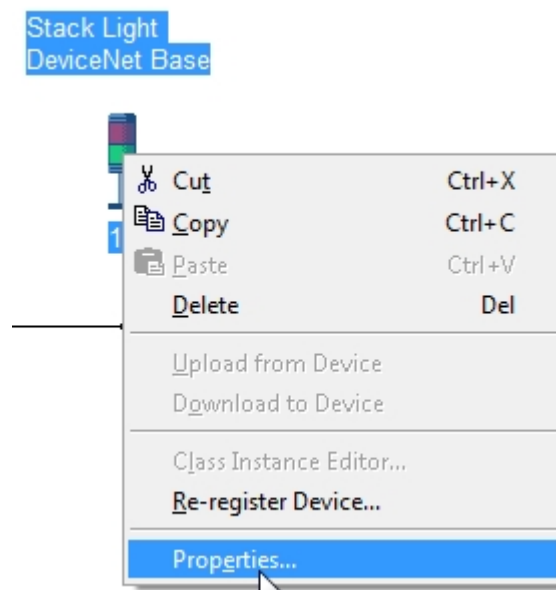 Stack Light
DeviceNet Base
1
Cut Ctrl+X
Copy Ctrl+C
Paste Ctrl+V
Delete Del
Upload from Device
Download to Device
Class Instance Editor...
Re-register Device...
Properties...